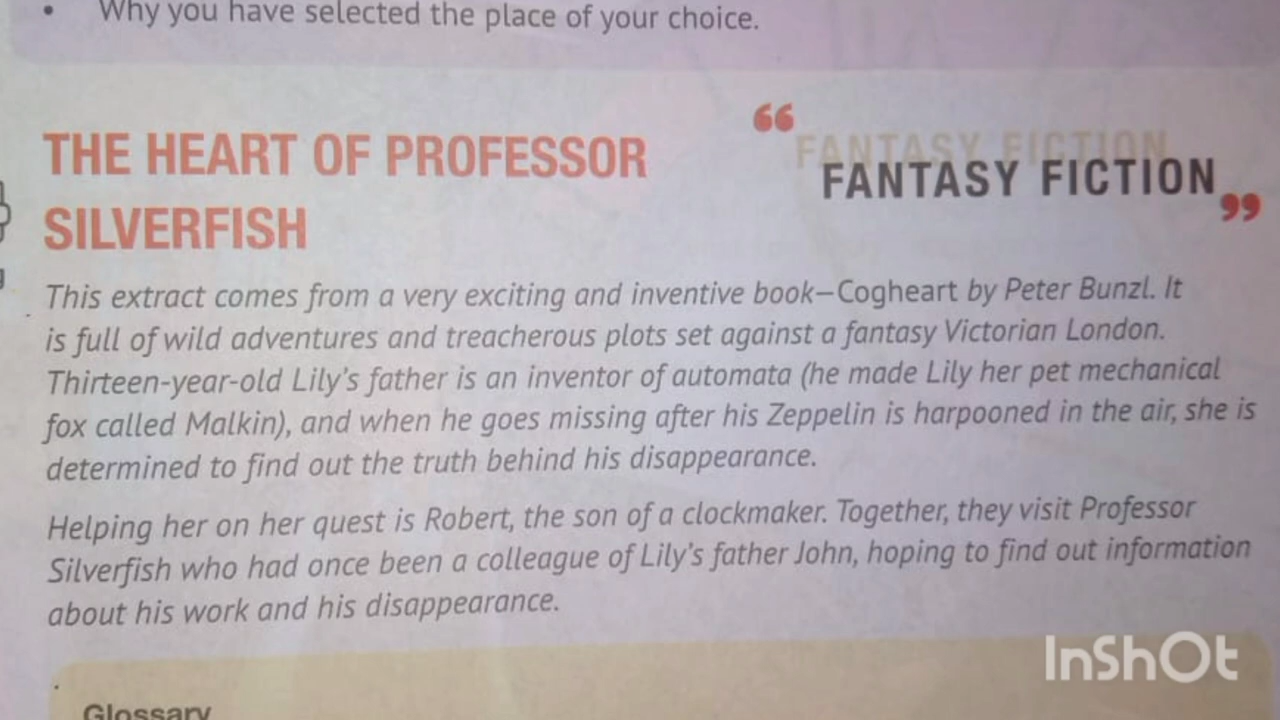 • Why you have selected the place of your choice.
THE HEART OF PROFESSOR
SILVERFISH
“FANTASY FICTION
FANTASY FICTION”
This extract comes from a very exciting and inventive book—Cogheart by Peter Bunzl. It
is full of wild adventures and treacherous plots set against a fantasy Victorian London.
Thirteen-year-old Lily's father is an inventor of automata (he made Lily her pet mechanical
fox called Malkin), and when he goes missing after his Zeppelin is harpooned in the air, she is
determined to find out the truth behind his disappearance.
Helping her on her quest is Robert, the son of a clockmaker. Together, they visit Professor
Silverfish who had once been a colleague of Lily's father John, hoping to find out information
about his work and his disappearance.
Glossary
InShOt